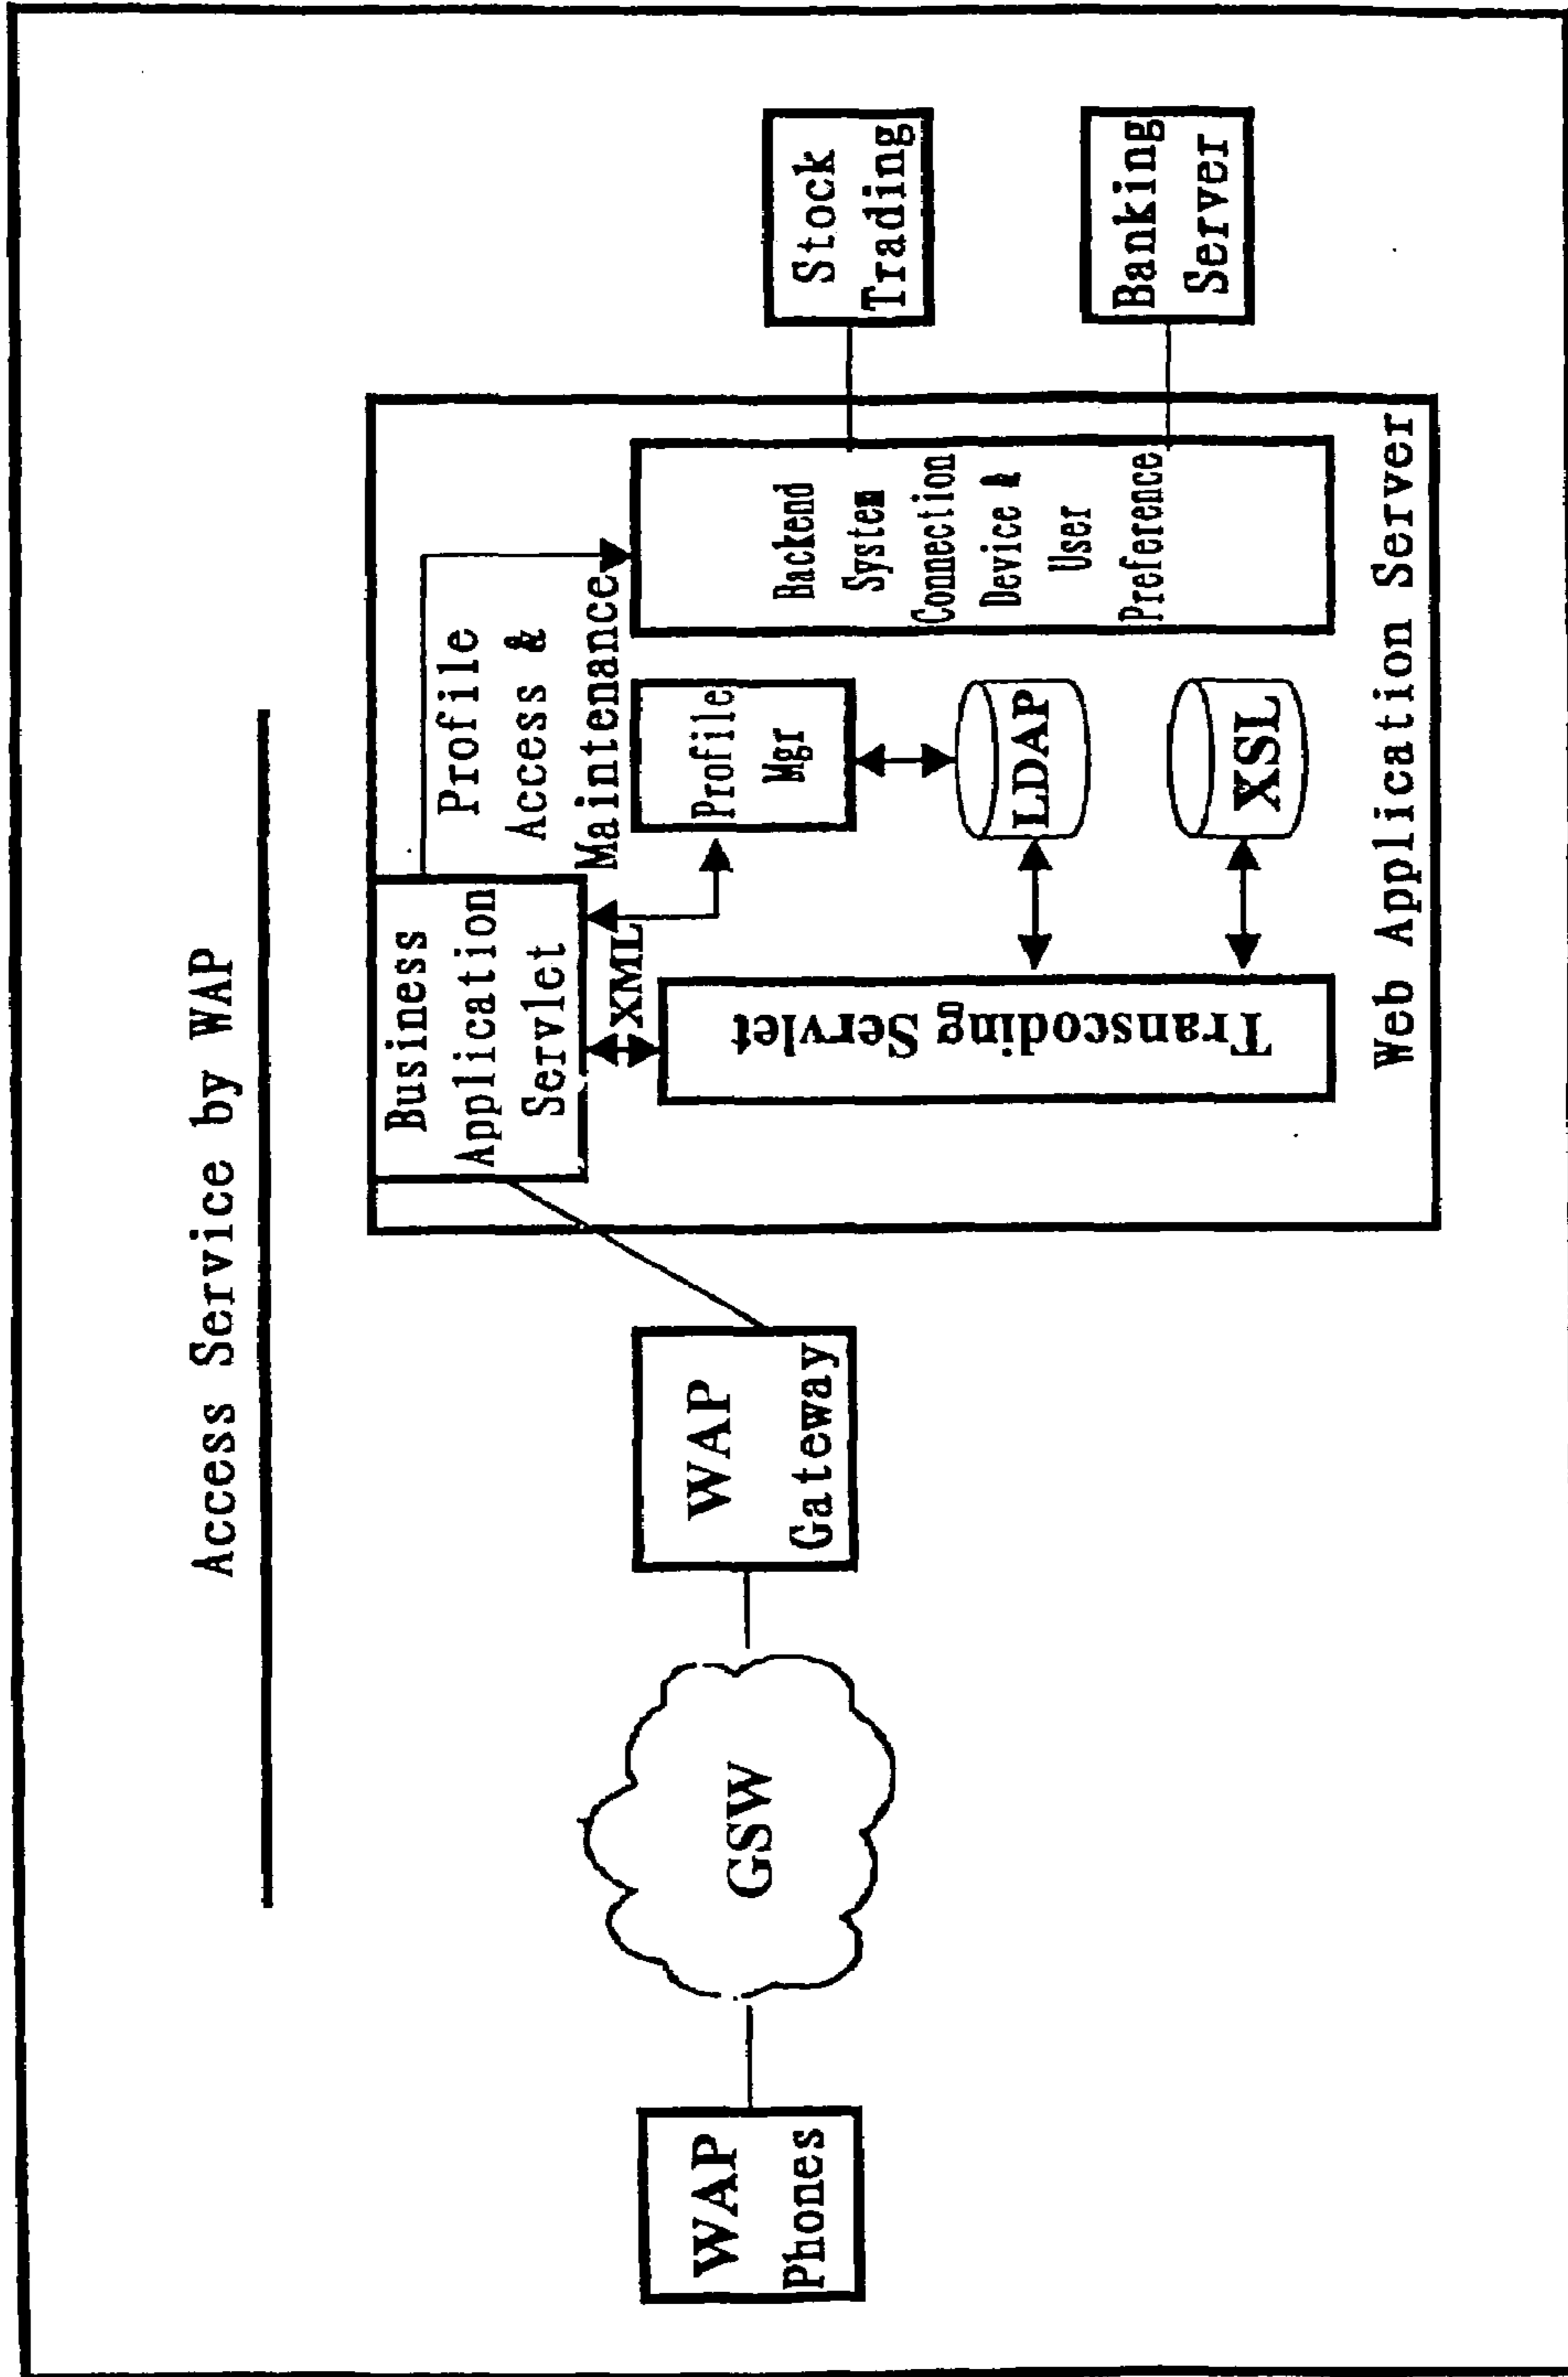 Access Service by WAP
WAP
Phones
GSW
WAP
Gateway
Business
Application
Servlet
XML
Transcoding Servlet
Profile
Access &
Maintenance
Profile
Mgr
LDAP
XSL
Backend
System
Connection
Device &
User
Preference
Web Application Server
Stock
Trading
Banking
Server